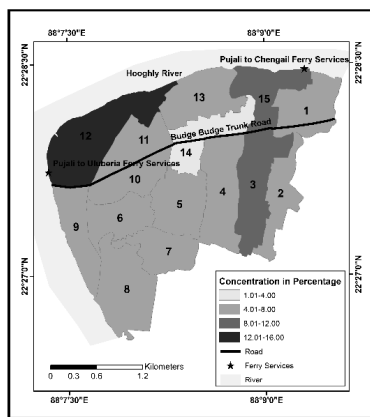 88°7'30"E 88°9'0"E
22°28'30"N 22°28'30"N
Pujali to Chengail Ferry Services
Hooghly River
13
15
1
12
11
Budge Budge Trunk Road
14
Pujali to Uluberia Ferry Services
10
4
3
2
9
6
5
7
8
22°27'0"N 22°27'0"N
Concentration in Percentage
1.01-4.00
4.01-8.00
8.01-12.00
12.01-16.00
Road
Ferry Services
River
Kilometers
0 0.3 0.6 1.2
88°7'30"E 88°9'0"E